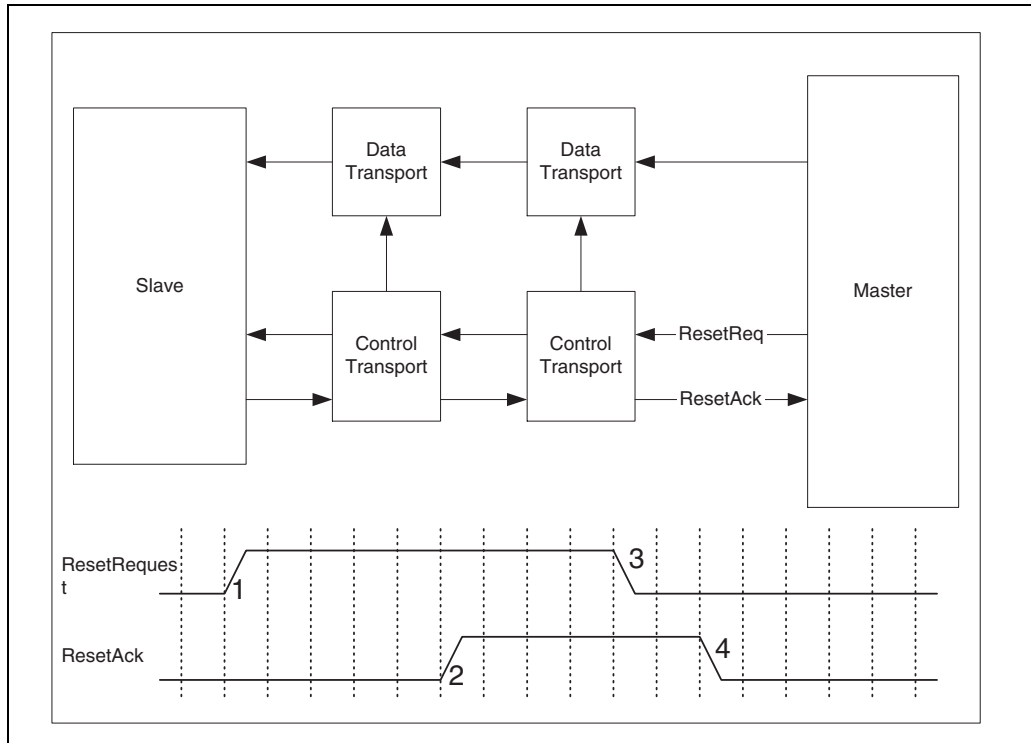 Data
Transport
Data
Transport
Slave
Master
Control
Transport
Control
Transport
ResetReq
ResetAck
ResetReques
t
1
3
ResetAck
2
4